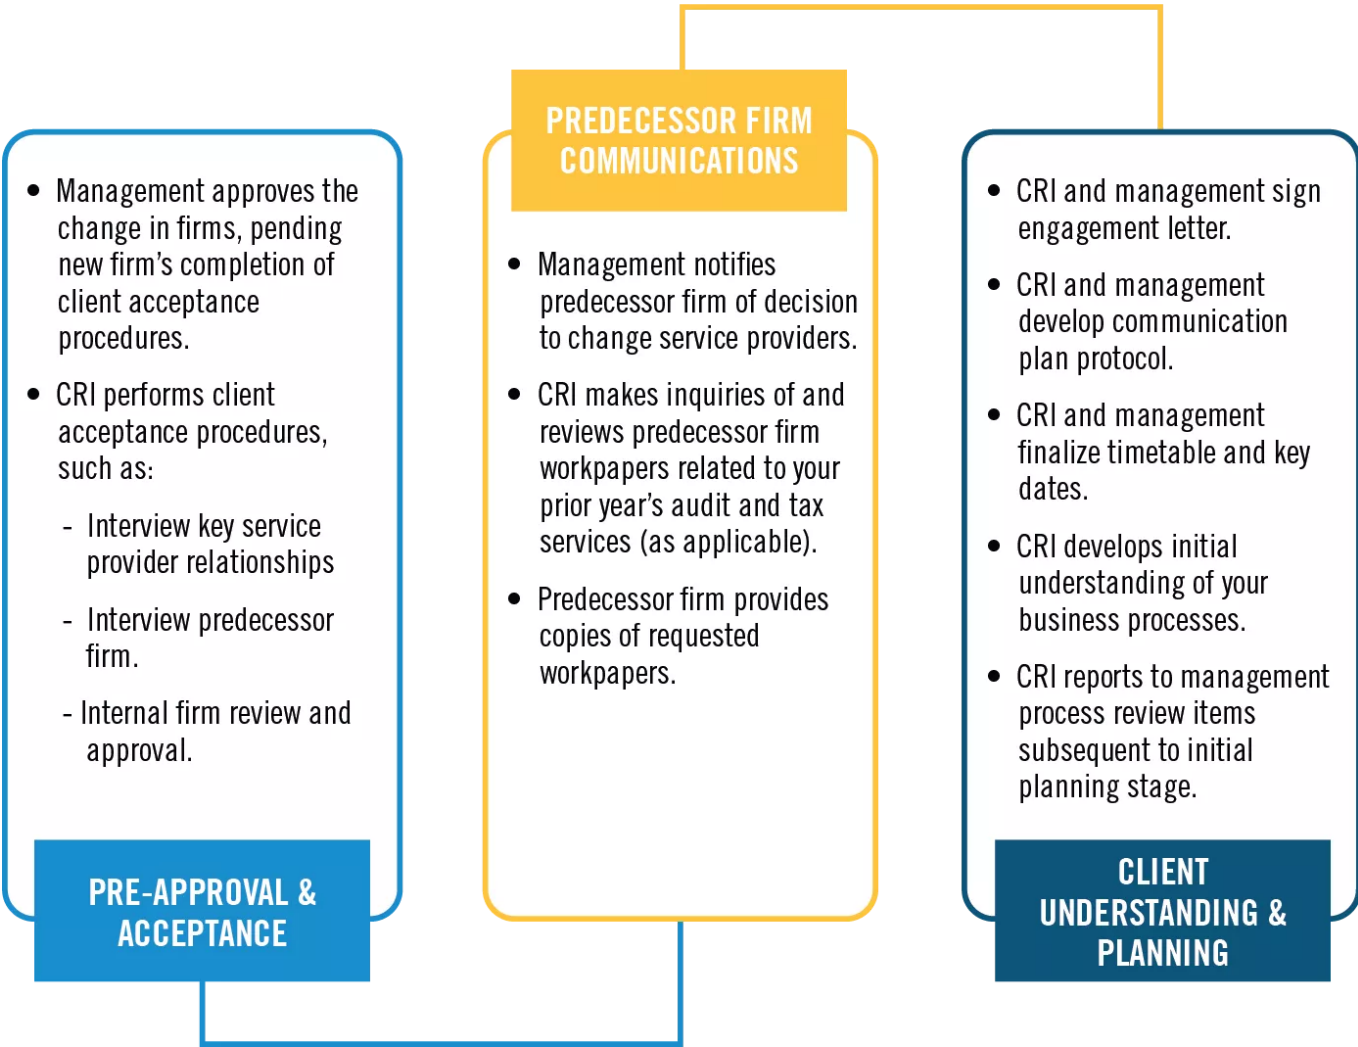 • Management approves the
change in firms, pending
new firm’s completion of
client acceptance
procedures.
• CRI performs client
acceptance procedures,
such as:
- Interview key service
provider relationships
- Interview predecessor
firm.
- Internal firm review and
approval.
PRE-APPROVAL &
ACCEPTANCE
PREDECESSOR FIRM
COMMUNICATIONS
• Management notifies
predecessor firm of decision
to change service providers.
• CRI makes inquiries of and
reviews predecessor firm
workpapers related to your
prior year’s audit and tax
services (as applicable).
• Predecessor firm provides
copies of requested
workpapers.
• CRI and management sign
engagement letter.
• CRI and management
develop communication
plan protocol.
• CRI and management
finalize timetable and key
dates.
• CRI develops initial
understanding of your
business processes.
• CRI reports to management
process review items
subsequent to initial
planning stage.
CLIENT
UNDERSTANDING &
PLANNING